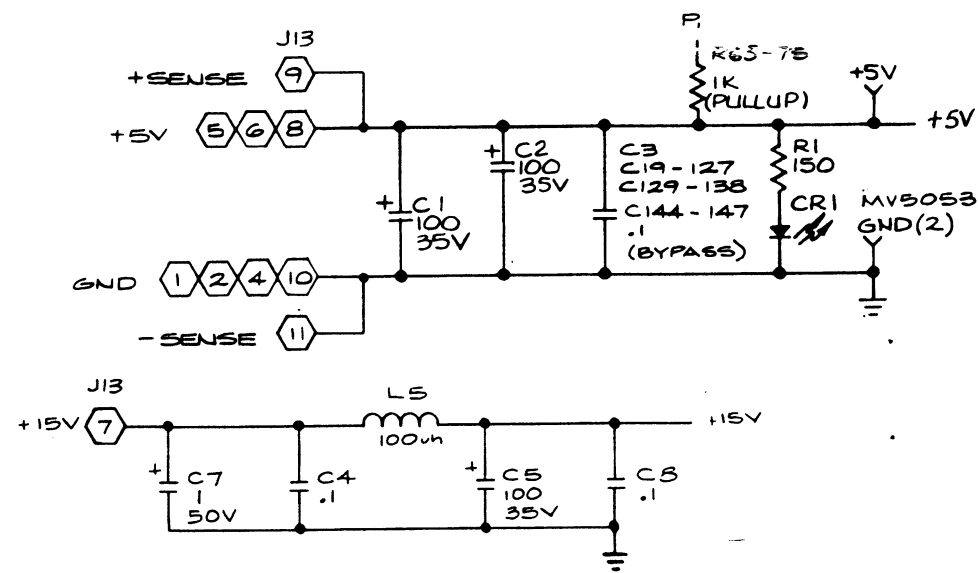 P1
J13
R65-75
+SENSE 9
1K
(PULLUP)
+5V
+5V 5 6 8
+5V
+ C2
100
35V
C3
C19-127
C129-138
C144-147
.1
(BYPASS)
R1
150
+ C1
100
35V
CR1
MV5053
GND(2)
GND 1 2 4 10
-SENSE 11
J13
L5
+15V 7
100uh
+15V
+ C7
1
50V
C4
.1
+ C5
100
35V
C8
.1